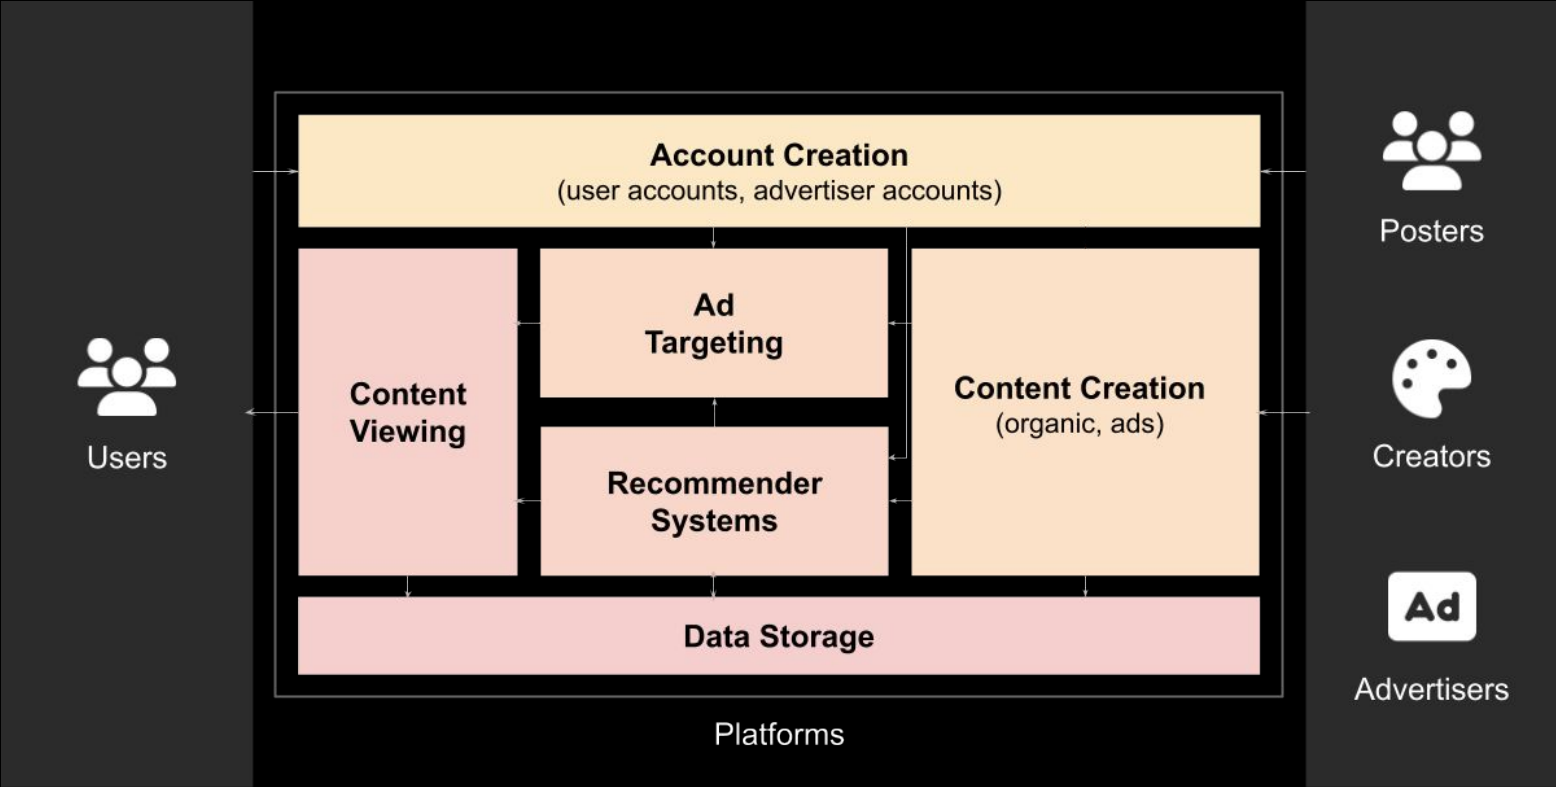 Account Creation
(user accounts, advertiser accounts)
Posters
Ad
Targeting
Content
Viewing
Content Creation
(organic, ads)
Users
Creators
Recommender
Systems
Ad
Data Storage
Advertisers
Platforms